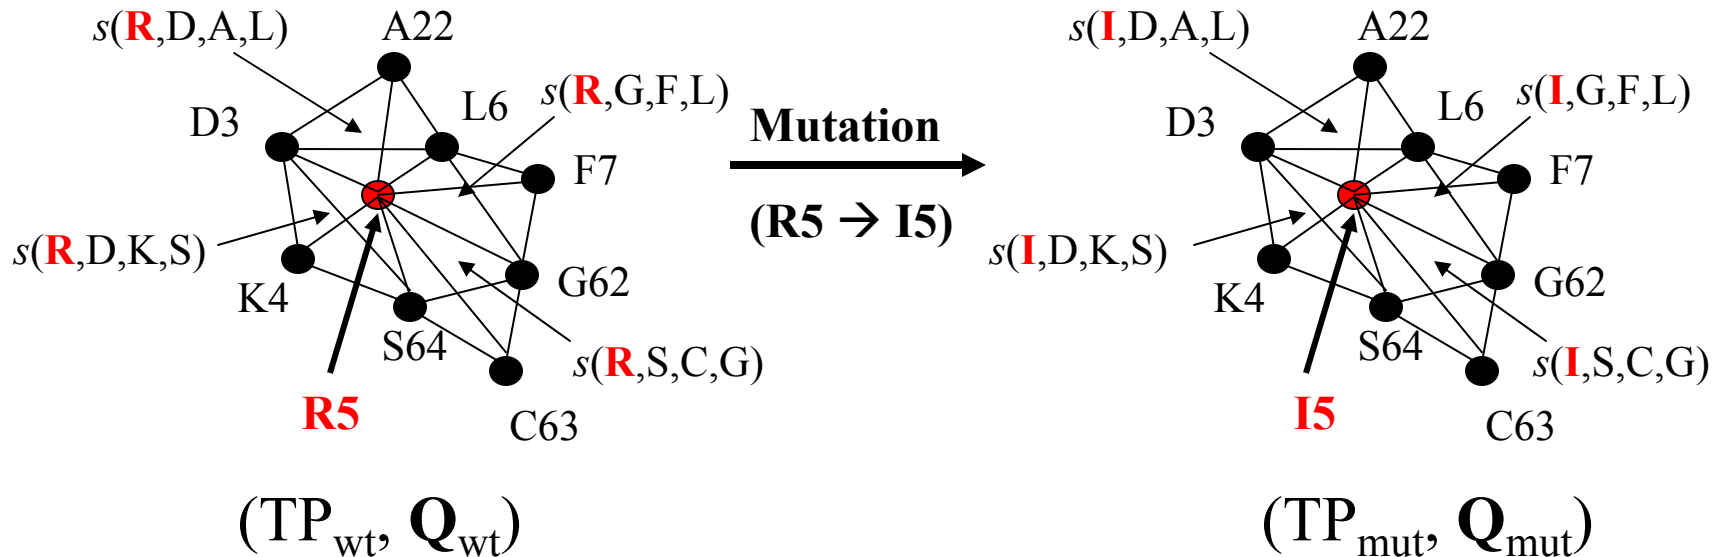 s(R,D,A,L)
A22
s(R,G,F,L)
L6
D3
F7
s(R,D,K,S)
K4
G62
S64
s(R,S,C,G)
R5
C63
(TPwt, Qwt)
Mutation
(R5 → I5)
s(I,D,A,L)
A22
s(I,G,F,L)
L6
D3
F7
s(I,D,K,S)
K4
G62
S64
s(I,S,C,G)
I5
C63
(TPmut, Qmut)